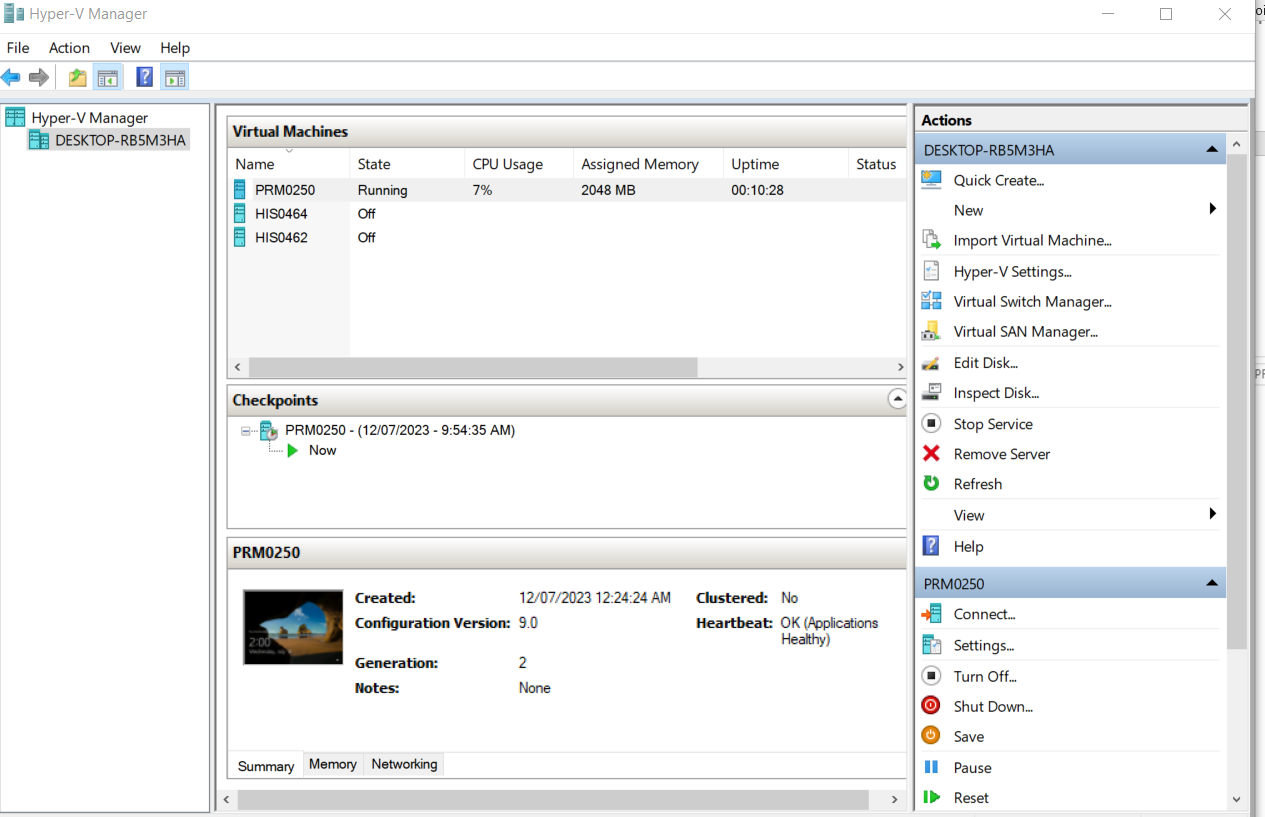 Hyper-V Manager
File Action View Help
Hyper-V Manager
DESKTOP-RB5M3HA
Virtual Machines
Name State CPU Usage Assigned Memory Uptime Status
PRM0250 Running 7% 2048 MB 00:10:28
HIS0464 Off
HIS0462 Off
Checkpoints
PRM0250 - (12/07/2023 - 9:54:35 AM)
Now
PRM0250
2:00
Created: 12/07/2023 12:24:24 AM Clustered: No
Configuration Version: 9.0 Heartbeat: OK (Applications
Healthy)
Generation: 2
Notes: None
Summary Memory Networking
Actions
DESKTOP-RB5M3HA
Quick Create...
New
Import Virtual Machine...
Hyper-V Settings...
Virtual Switch Manager...
Virtual SAN Manager...
Edit Disk...
Inspect Disk...
Stop Service
Remove Server
Refresh
View
Help
PRM0250
Connect...
Settings...
Turn Off...
Shut Down...
Save
Pause
Reset